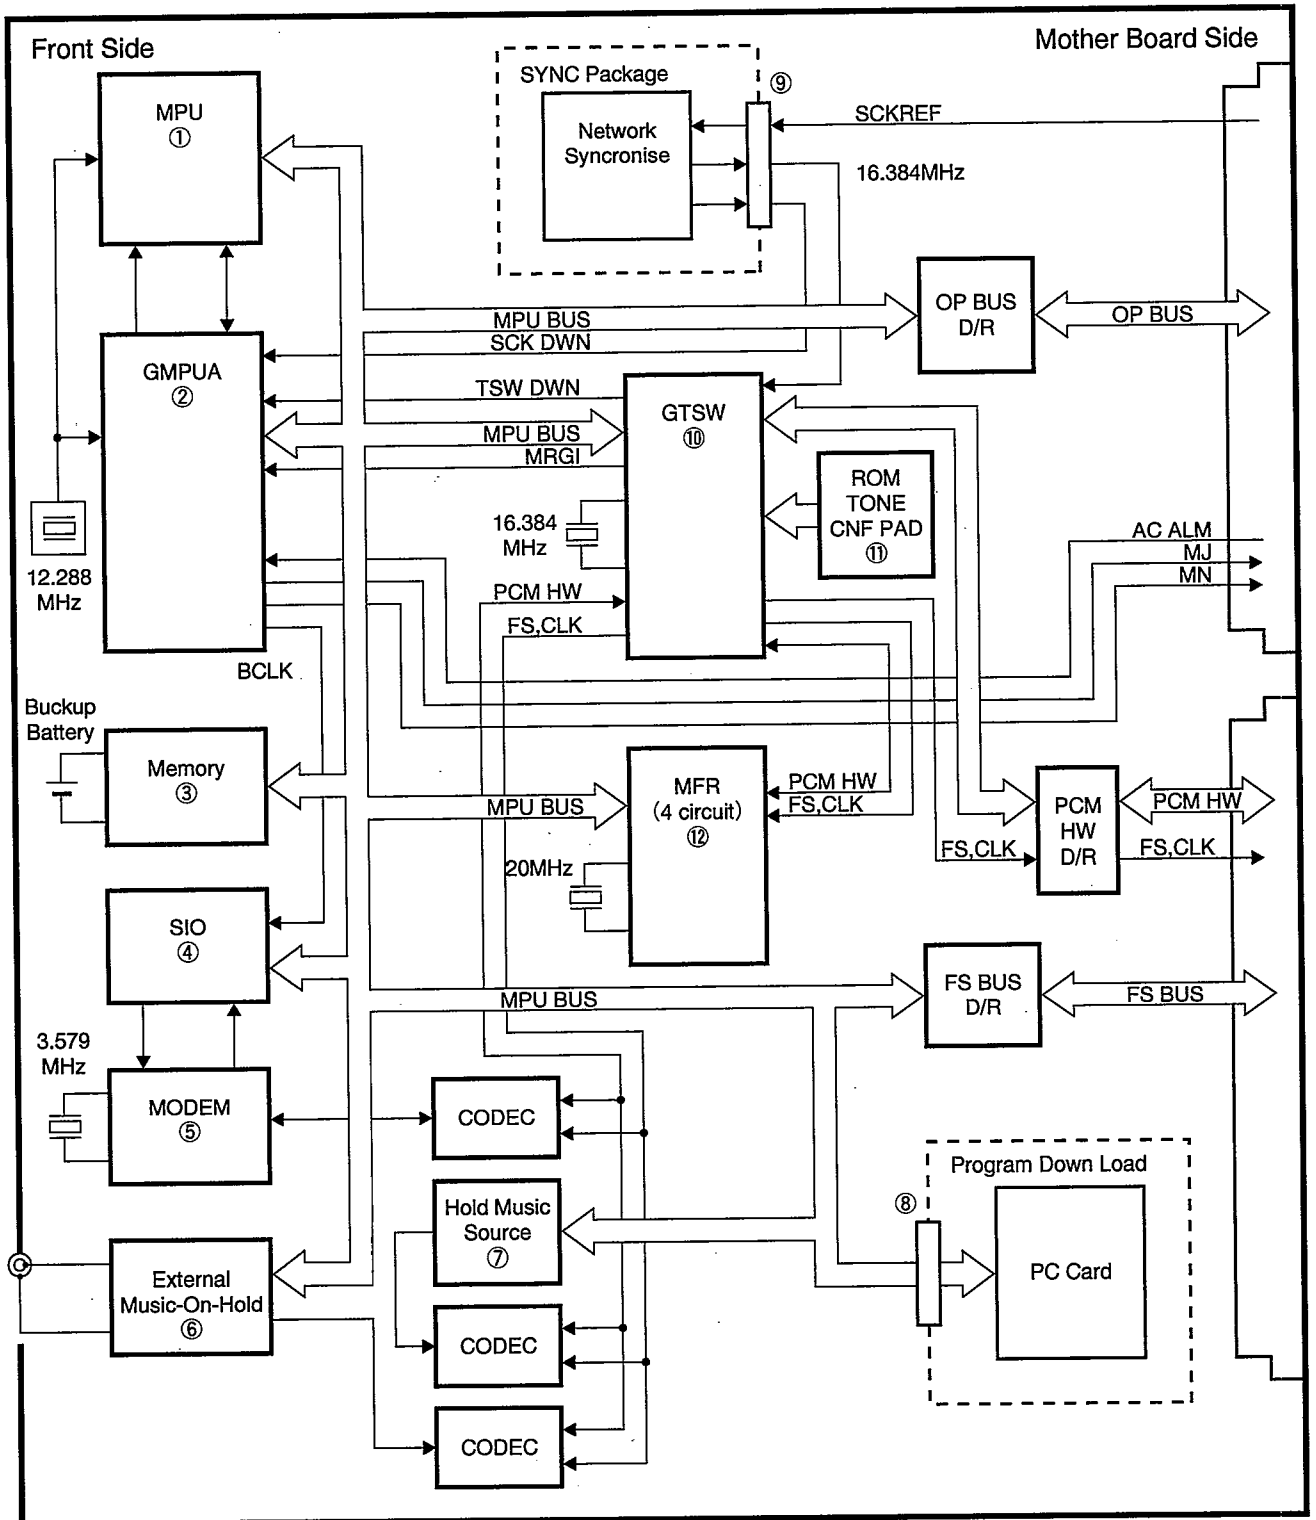 Front Side
Mother Board Side
MPU
①
SYNC Package
⑨
Network
Syncronise
SCKREF
16.384MHz
OP BUS
D/R
OP BUS
MPU BUS
SCK DWN
GMPUA
②
TSW DWN
MPU BUS
MRGI
GTSW
⑩
ROM
TONE
CNF PAD
⑪
12.288
MHz
16.384
MHz
PCM HW
FS,CLK
AC ALM
MJ
MN
BCLK
Buckup
Battery
Memory
③
MPU BUS
MFR
(4 circuit)
⑫
PCM HW
FS,CLK
20MHz
FS,CLK
PCM
HW
D/R
PCM HW
FS,CLK
SIO
④
MPU BUS
FS BUS
D/R
FS BUS
3.579
MHz
MODEM
⑤
CODEC
Hold Music
Source
⑦
Program Down Load
⑧
PC Card
External
Music-On-Hold
⑥
CODEC
CODEC